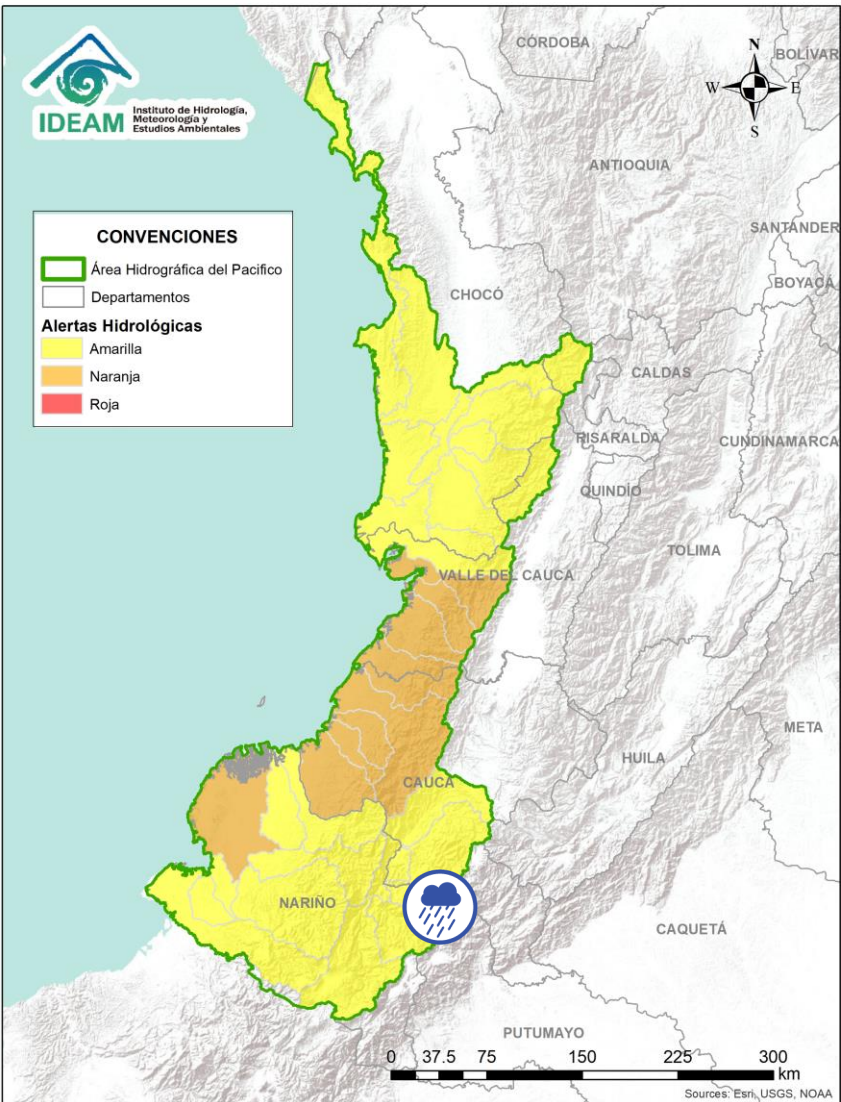 IDEAM
Instituto de Hidrología,
Meteorología y
Estudios Ambientales
N
W
E
S
CÓRDOBA
BOLIVAR
ANTIOQUIA
SANTANDER
BOYACÁ
CHOCÓ
CONVENCIONES
Área Hidrográfica del Pacifico
Departamentos
Alertas Hidrológicas
Amarilla
Naranja
Roja
CALDAS
RISARALDA
CUNDINAMARCA
QUINDÍO
TOLIMA
VALLE DEL CAUCA
META
HUILA
CAUCA
NARIÑO
CAQUETÁ
PUTUMAYO
0 37.5 75 150 225 300
km
Sources: Esri, USGS, NOAA